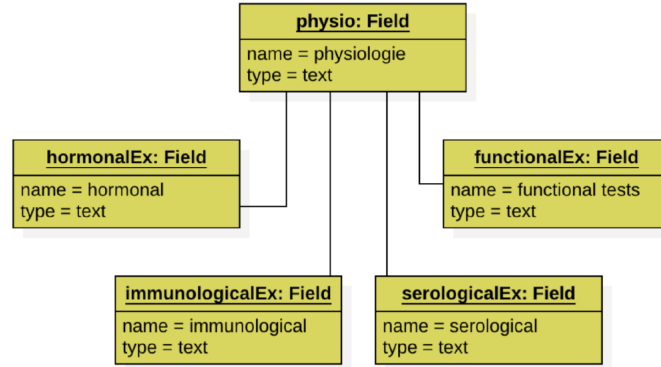 physio: Field
name = physiologie
type = text
hormonalEx: Field
name = hormonal
type = text
functionalEx: Field
name = functional tests
type = text
immunologicalEx: Field
name = immunological
type = text
serologicalEx: Field
name = serological
type = text